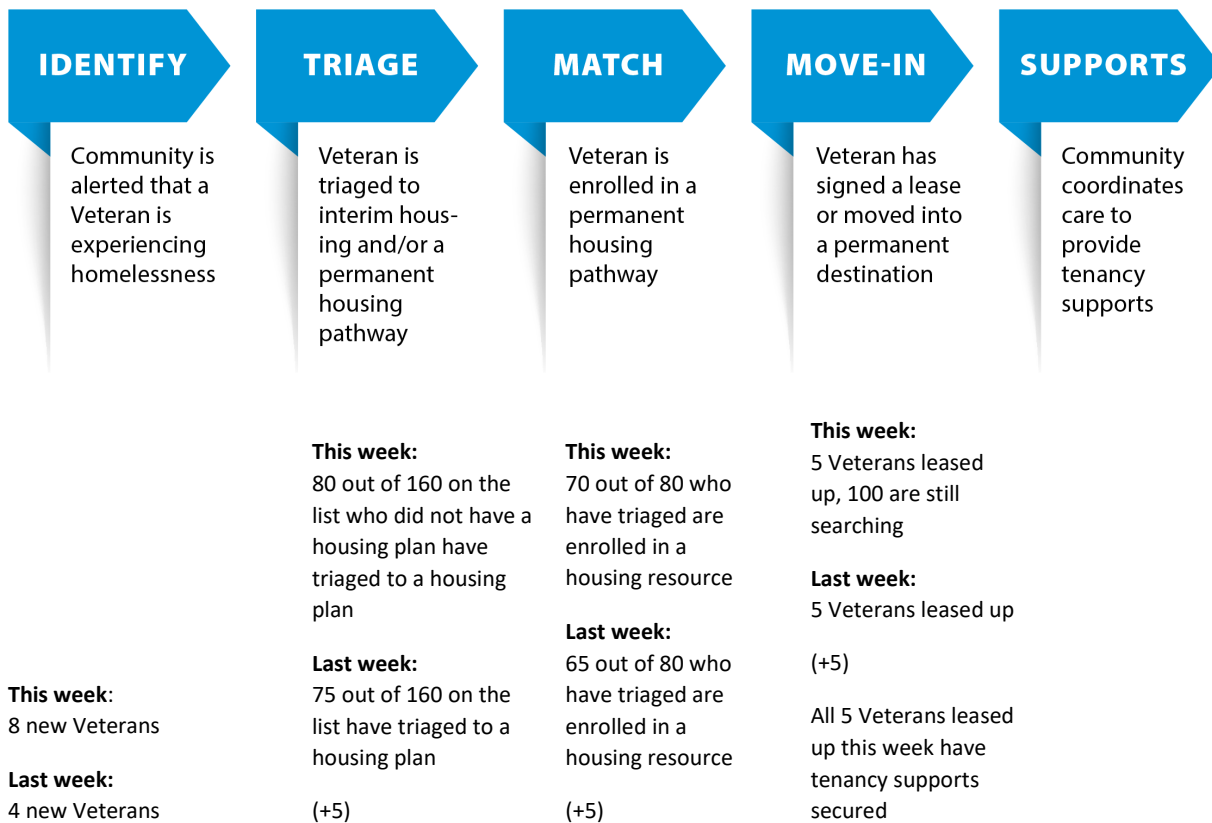 IDENTIFY
Community is
alerted that a
Veteran is
experiencing
homelessness
TRIAGE
Veteran is
triaged to
interim hous-
ing and/or a
permanent
housing
pathway
MATCH
Veteran is
enrolled in a
permanent
housing
pathway
MOVE-IN
Veteran has
signed a lease
or moved into
a permanent
destination
SUPPORTS
Community
coordinates
care to
provide
tenancy
supports
This week:
8 new Veterans
Last week:
4 new Veterans
This week:
80 out of 160 on the
list who did not have a
housing plan have
triaged to a housing
plan
Last week:
75 out of 160 on the
list have triaged to a
housing plan
(+5)
This week:
70 out of 80 who
have triaged are
enrolled in a
housing resource
Last week:
65 out of 80 who
have triaged are
enrolled in a
housing resource
(+5)
This week:
5 Veterans leased
up, 100 are still
searching
Last week:
5 Veterans leased up
(+5)
All 5 Veterans leased
up this week have
tenancy supports
secured